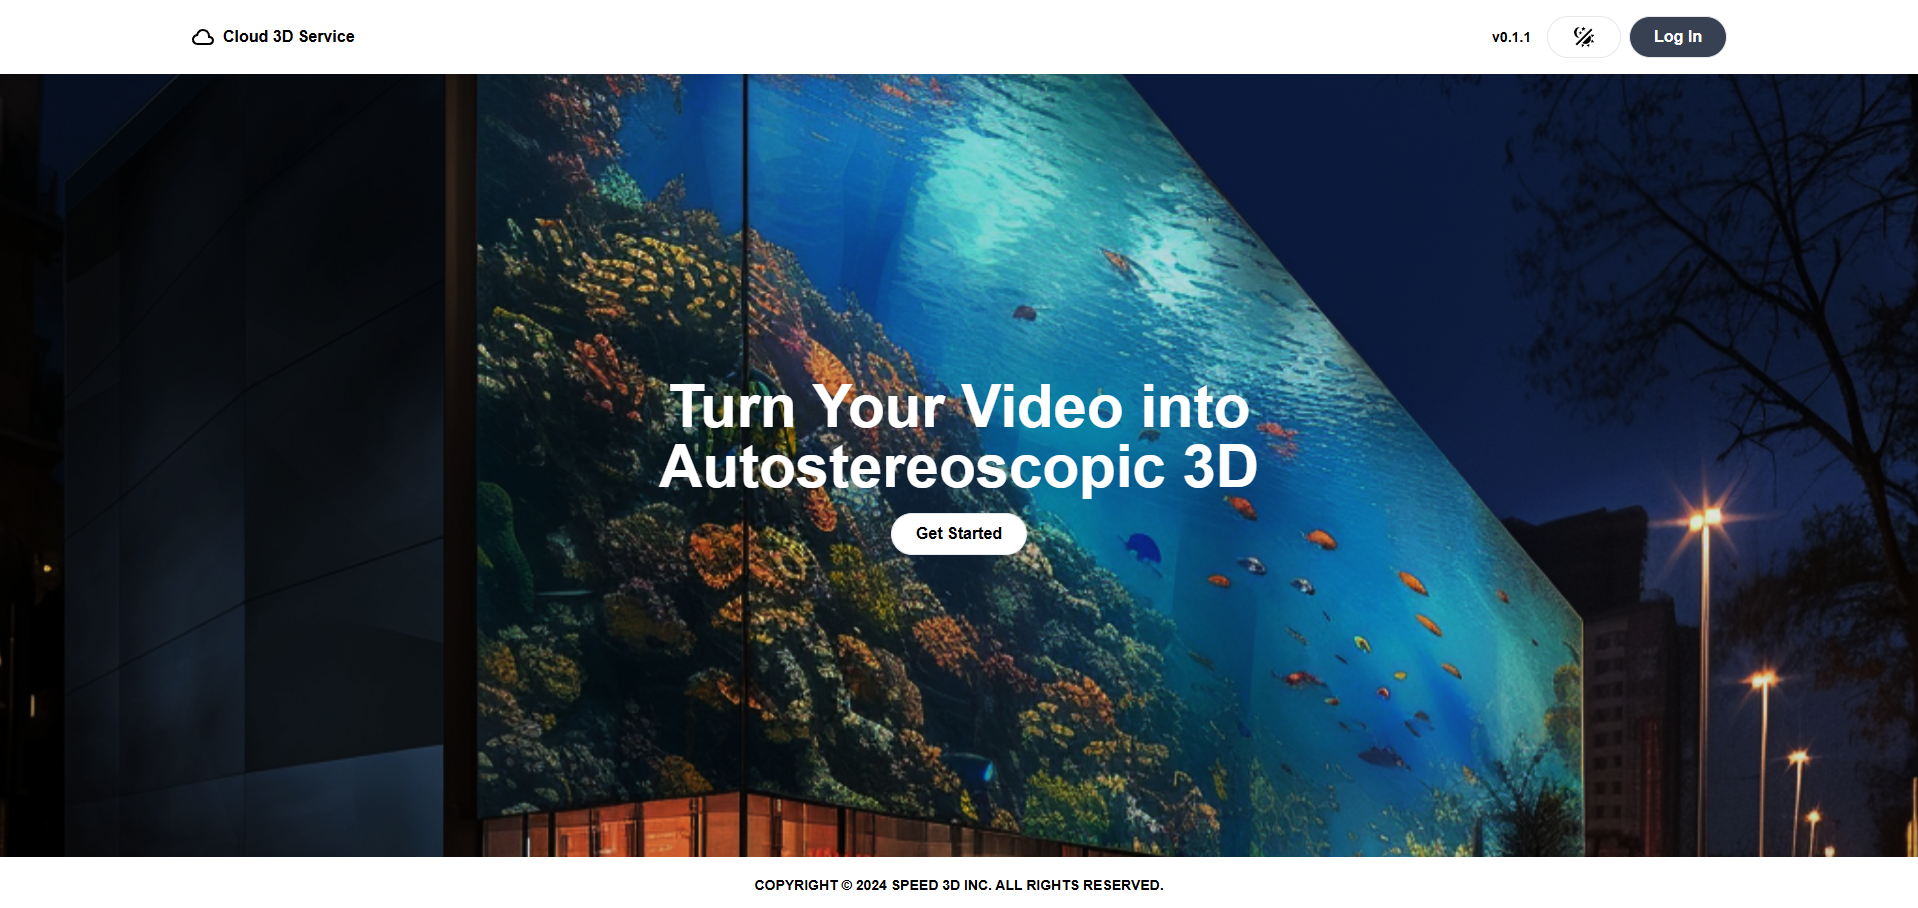 Cloud 3D Service
v0.1.1
Log In
Turn Your Video into
Autostereoscopic 3D
Get Started
COPYRIGHT © 2024 SPEED 3D INC. ALL RIGHTS RESERVED.